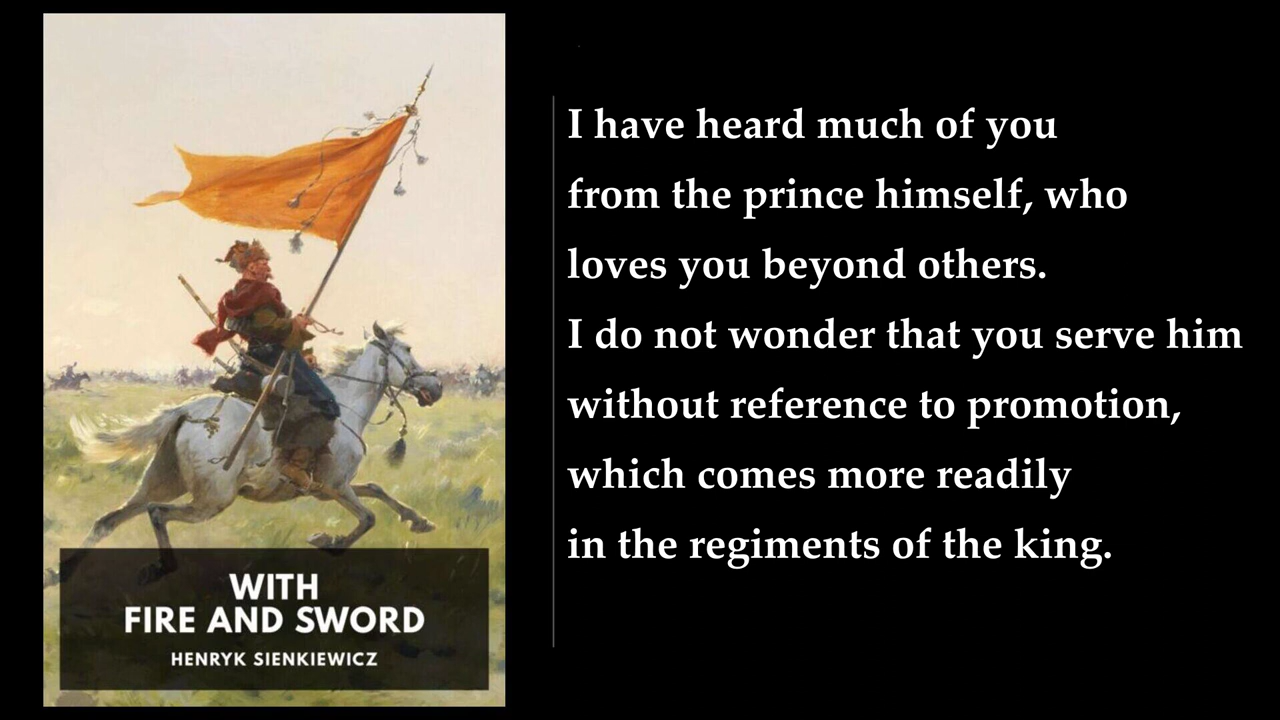 WITH
FIRE AND SWORD
HENRYK SIENKIEWICZ
I have heard much of you
from the prince himself, who
loves you beyond others.
I do not wonder that you serve him
without reference to promotion,
which comes more readily
in the regiments of the king.